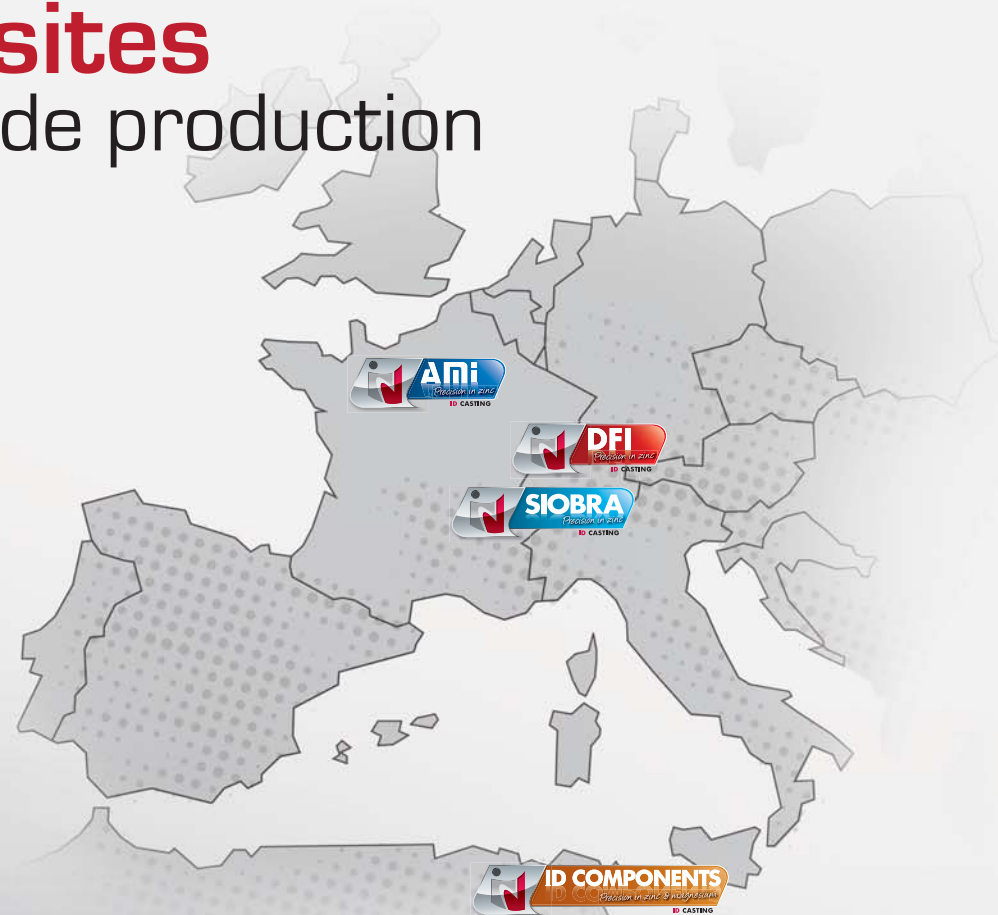 sites
de production
AMi
Precision in zinc
ID CASTING
DFI
Précision in zinc
ID CASTING
SIOBRA
Precision in zinc
ID CASTING
ID COMPONENTS
Precision in zinc & magnesium
ID CASTING